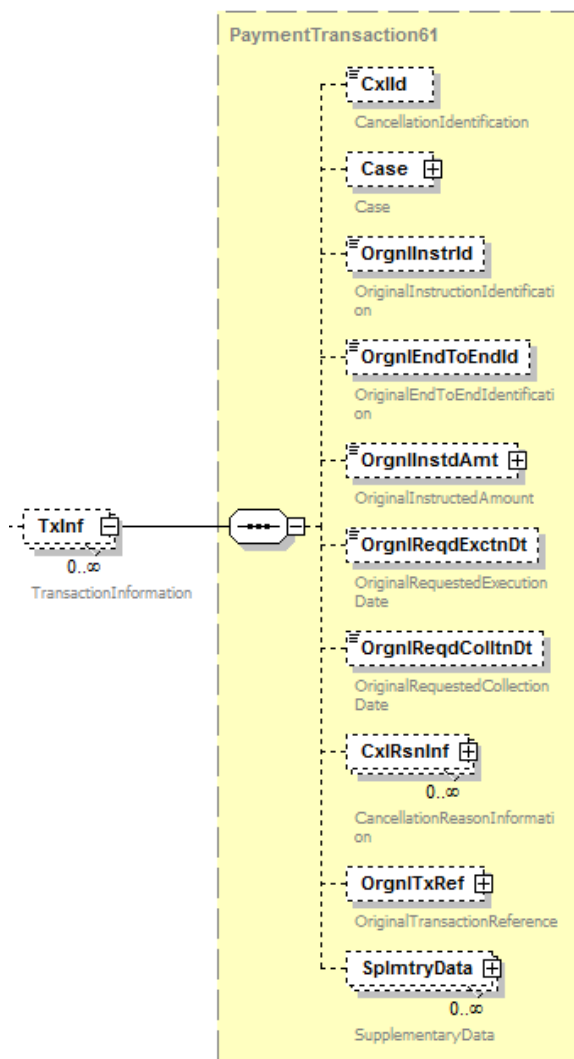 PaymentTransaction61
CxlId
CancellationIdentification
Case
Case
OrgnlInstrId
OriginalInstructionIdentificati
on
OrgnlEndToEndId
OriginalEndToEndIdentificati
on
OrgnlInstdAmt
OriginalInstructedAmount
TxInf
0..∞
TransactionInformation
OrgnlReqdExctnDt
OriginalRequestedExecution
Date
OrgnlReqdColltnDt
OriginalRequestedCollection
Date
CxlRsnInf
0..∞
CancellationReasonInformati
on
OrgnlTxRef
OriginalTransactionReference
SplmtryData
0..∞
SupplementaryData